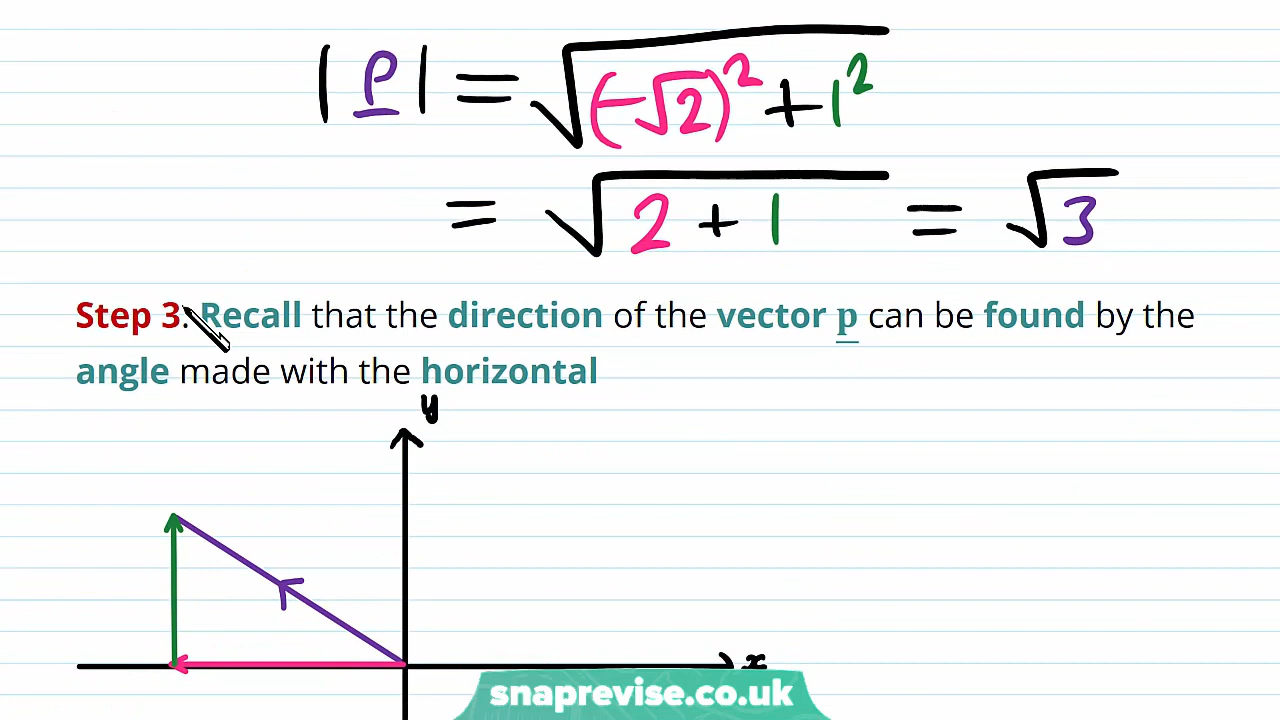 |p| = √((-√2)² + 1²)
= √(2 + 1) = √3
Step 3: Recall that the direction of the vector p can be found by the
angle made with the horizontal
y
x
snaprevise.co.uk